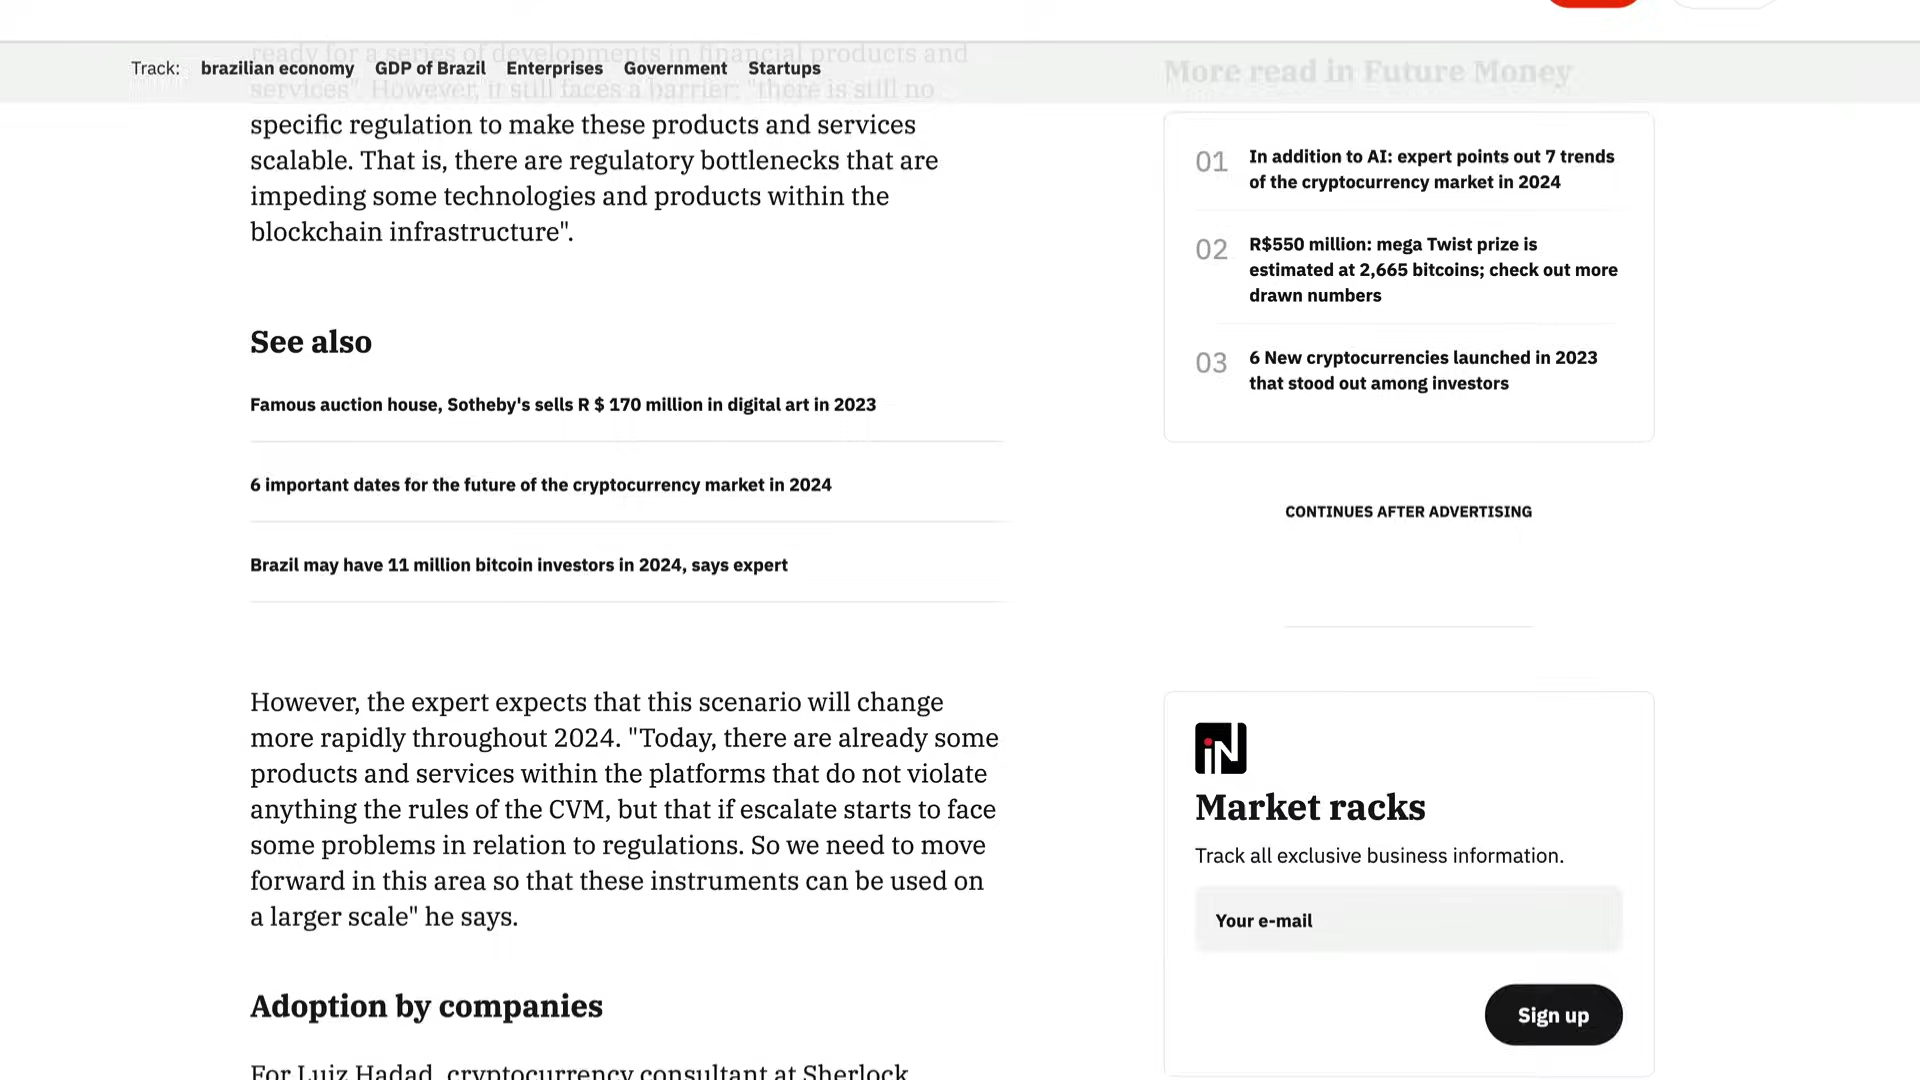 Track: brazilian economy GDP of Brazil Enterprises Government Startups
ready for a series of developments in financial products and
services". However, it still faces a barrier: "there is still no
specific regulation to make these products and services
scalable. That is, there are regulatory bottlenecks that are
impeding some technologies and products within the
blockchain infrastructure".
See also
Famous auction house, Sotheby's sells R $ 170 million in digital art in 2023
6 important dates for the future of the cryptocurrency market in 2024
Brazil may have 11 million bitcoin investors in 2024, says expert
However, the expert expects that this scenario will change
more rapidly throughout 2024. "Today, there are already some
products and services within the platforms that do not violate
anything the rules of the CVM, but that if escalate starts to face
some problems in relation to regulations. So we need to move
forward in this area so that these instruments can be used on
a larger scale" he says.
Adoption by companies
For Luiz Hadad, cryptocurrency consultant at Sherlock
More read in Future Money
01
In addition to AI: expert points out 7 trends
of the cryptocurrency market in 2024
02
R$550 million: mega Twist prize is
estimated at 2,665 bitcoins; check out more
drawn numbers
03
6 New cryptocurrencies launched in 2023
that stood out among investors
CONTINUES AFTER ADVERTISING
iN
Market racks
Track all exclusive business information.
Your e-mail
Sign up